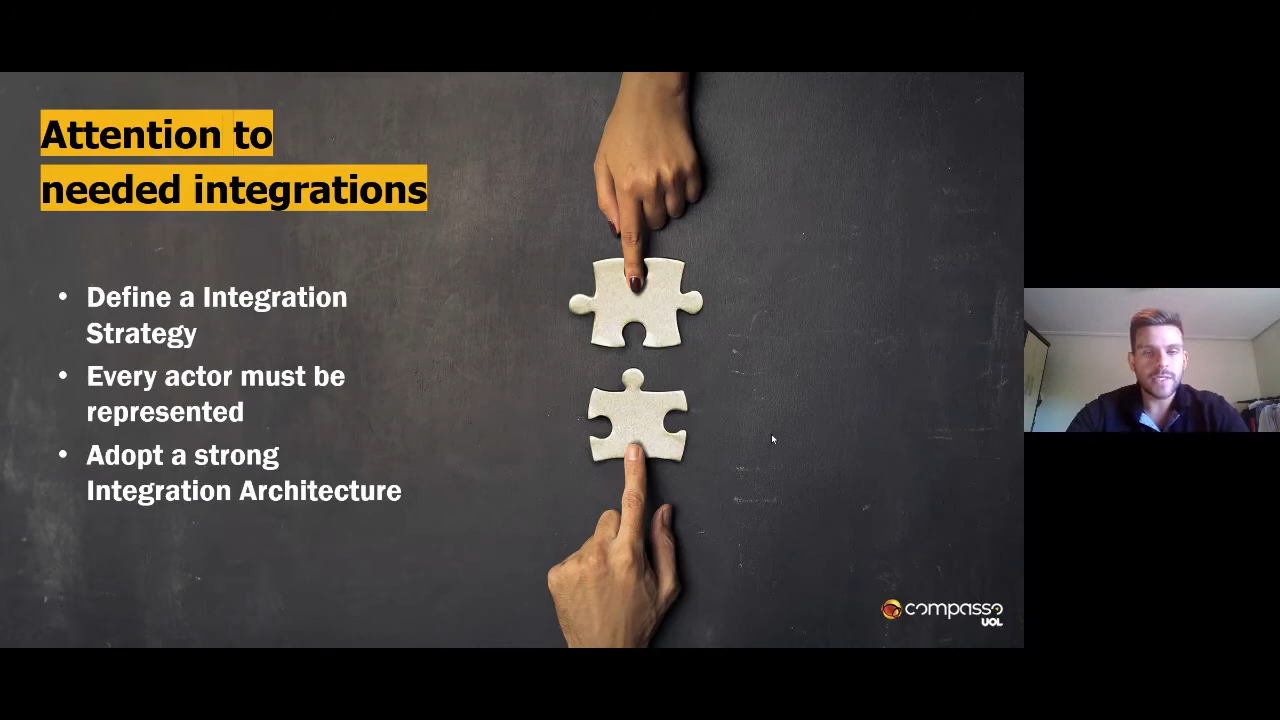 Attention to
needed integrations
• Define a Integration
Strategy
• Every actor must be
represented
• Adopt a strong
Integration Architecture
compasso
UOL